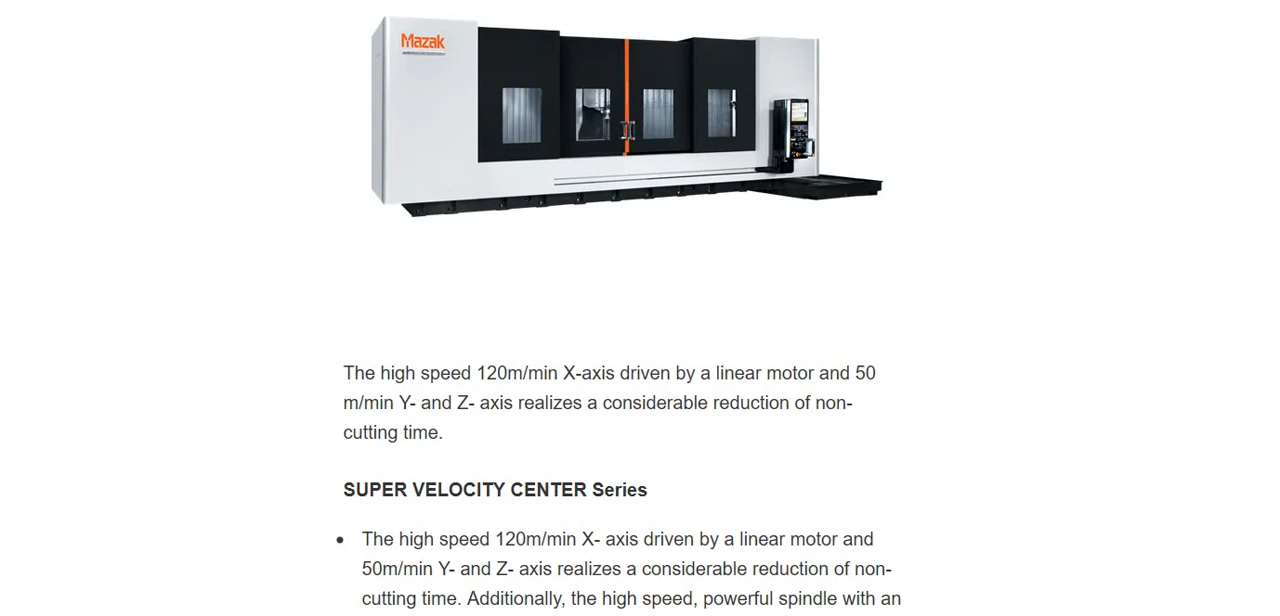 Mazak
The high speed 120m/min X-axis driven by a linear motor and 50
m/min Y- and Z- axis realizes a considerable reduction of non-
cutting time.
SUPER VELOCITY CENTER Series
The high speed 120m/min X- axis driven by a linear motor and
50m/min Y- and Z- axis realizes a considerable reduction of non-
cutting time. Additionally, the high speed, powerful spindle with an